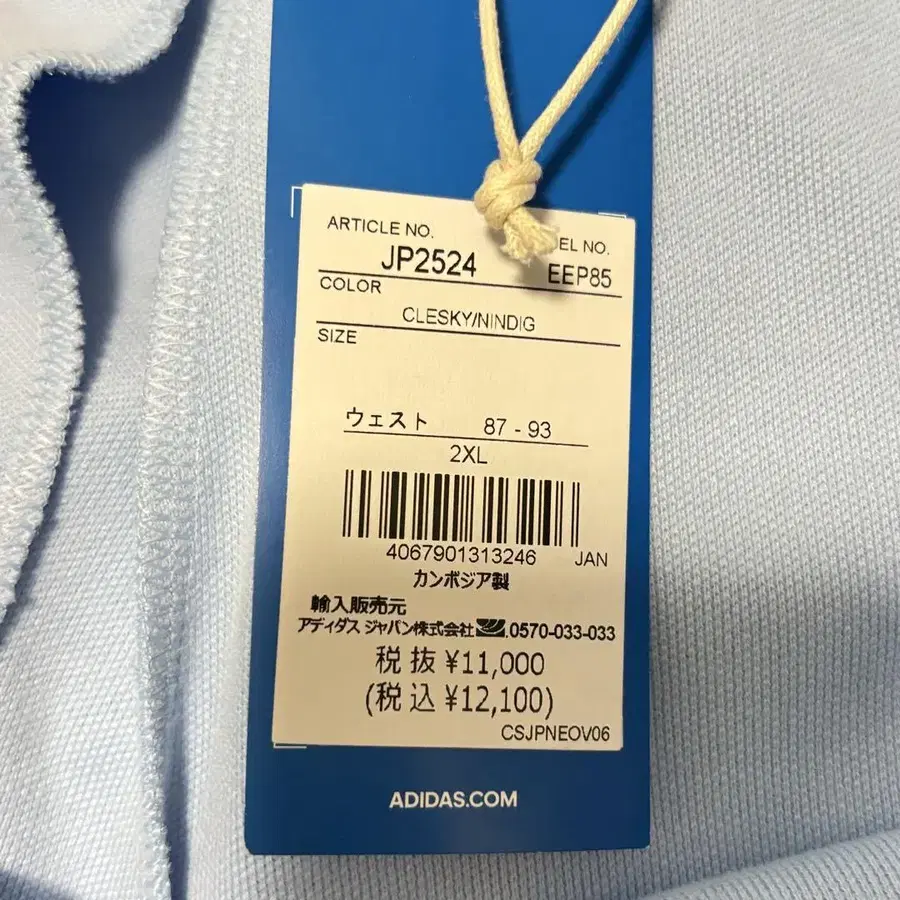 ARTICLE NO.
EL NO.
JP2524
EEP85
COLOR
CLESKY/NINDIG
SIZE
ウェスト 87 - 93
2XL
4067901313246 JAN
カンボジア製
輸入販売元
アディダス ジャパン株式会社 .0570-033-033
税抜 ¥11,000
(税込 ¥12,100)
CSJPNEOV06
ADIDAS.COM